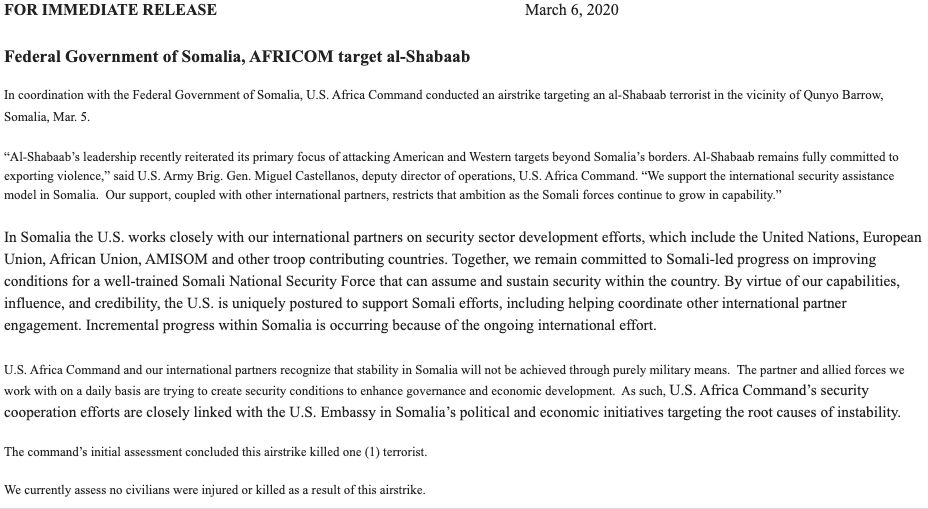 FOR IMMEDIATE RELEASE March 6, 2020
Federal Government of Somalia, AFRICOM target al-Shabaab
In coordination with the Federal Government of Somalia, U.S. Africa Command conducted an airstrike targeting an al-Shabaab terrorist in the vicinity of Qunyo Barrow,
Somalia, Mar. 5.
“Al-Shabaab’s leadership recently reiterated its primary focus of attacking American and Western targets beyond Somalia’s borders. Al-Shabaab remains fully committed to
exporting violence,” said U.S. Army Brig. Gen. Miguel Castellanos, deputy director of operations, U.S. Africa Command. “We support the international security assistance
model in Somalia. Our support, coupled with other international partners, restricts that ambition as the Somali forces continue to grow in capability.”
In Somalia the U.S. works closely with our international partners on security sector development efforts, which include the United Nations, European
Union, African Union, AMISOM and other troop contributing countries. Together, we remain committed to Somali-led progress on improving
conditions for a well-trained Somali National Security Force that can assume and sustain security within the country. By virtue of our capabilities,
influence, and credibility, the U.S. is uniquely postured to support Somali efforts, including helping coordinate other international partner
engagement. Incremental progress within Somalia is occurring because of the ongoing international effort.
U.S. Africa Command and our international partners recognize that stability in Somalia will not be achieved through purely military means. The partner and allied forces we
work with on a daily basis are trying to create security conditions to enhance governance and economic development. As such, U.S. Africa Command’s security
cooperation efforts are closely linked with the U.S. Embassy in Somalia’s political and economic initiatives targeting the root causes of instability.
The command’s initial assessment concluded this airstrike killed one (1) terrorist.
We currently assess no civilians were injured or killed as a result of this airstrike.